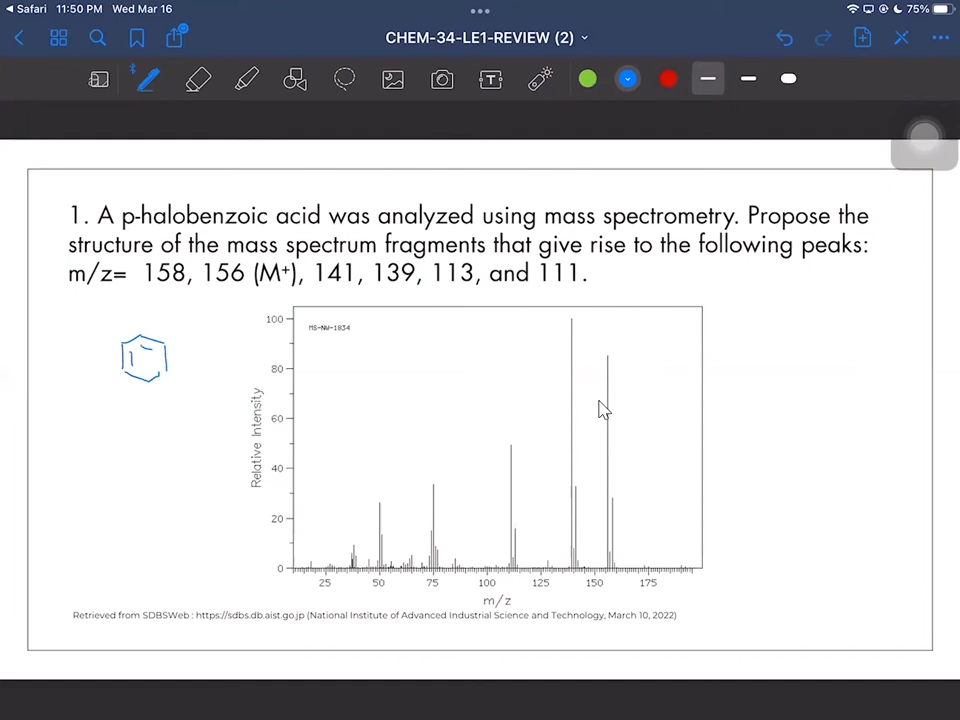 Safari 11:50 PM Wed Mar 16 75%
CHEM-34-LE1-REVIEW (2)
T
1. A p-halobenzoic acid was analyzed using mass spectrometry. Propose the
structure of the mass spectrum fragments that give rise to the following peaks:
m/z= 158, 156 (M⁺), 141, 139, 113, and 111.
MS-NW-1834
100
80
60
40
20
0
Relative Intensity
25 50 75 100 125 150 175
m/z
Retrieved from SDBSWeb : https://sdbs.db.aist.go.jp (National Institute of Advanced Industrial Science and Technology, March 10, 2022)